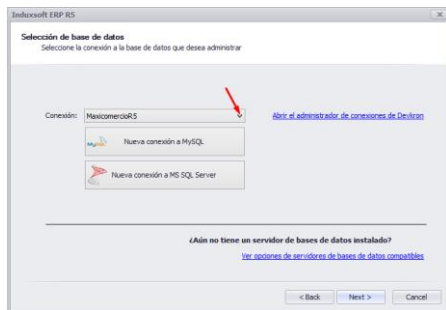 Induxsoft ERP R5
Selección de base de datos
Seleccione la conexión a la base de datos que desea administrar
Conexión: MaxicomercioR5 Abrir el administrador de conexiones de Devkron
MySQL Nueva conexión a MySQL
Nueva conexión a MS SQL Server
¿Aún no tiene un servidor de bases de datos instalado?
Ver opciones de servidores de bases de datos compatibles
< Back Next > Cancel